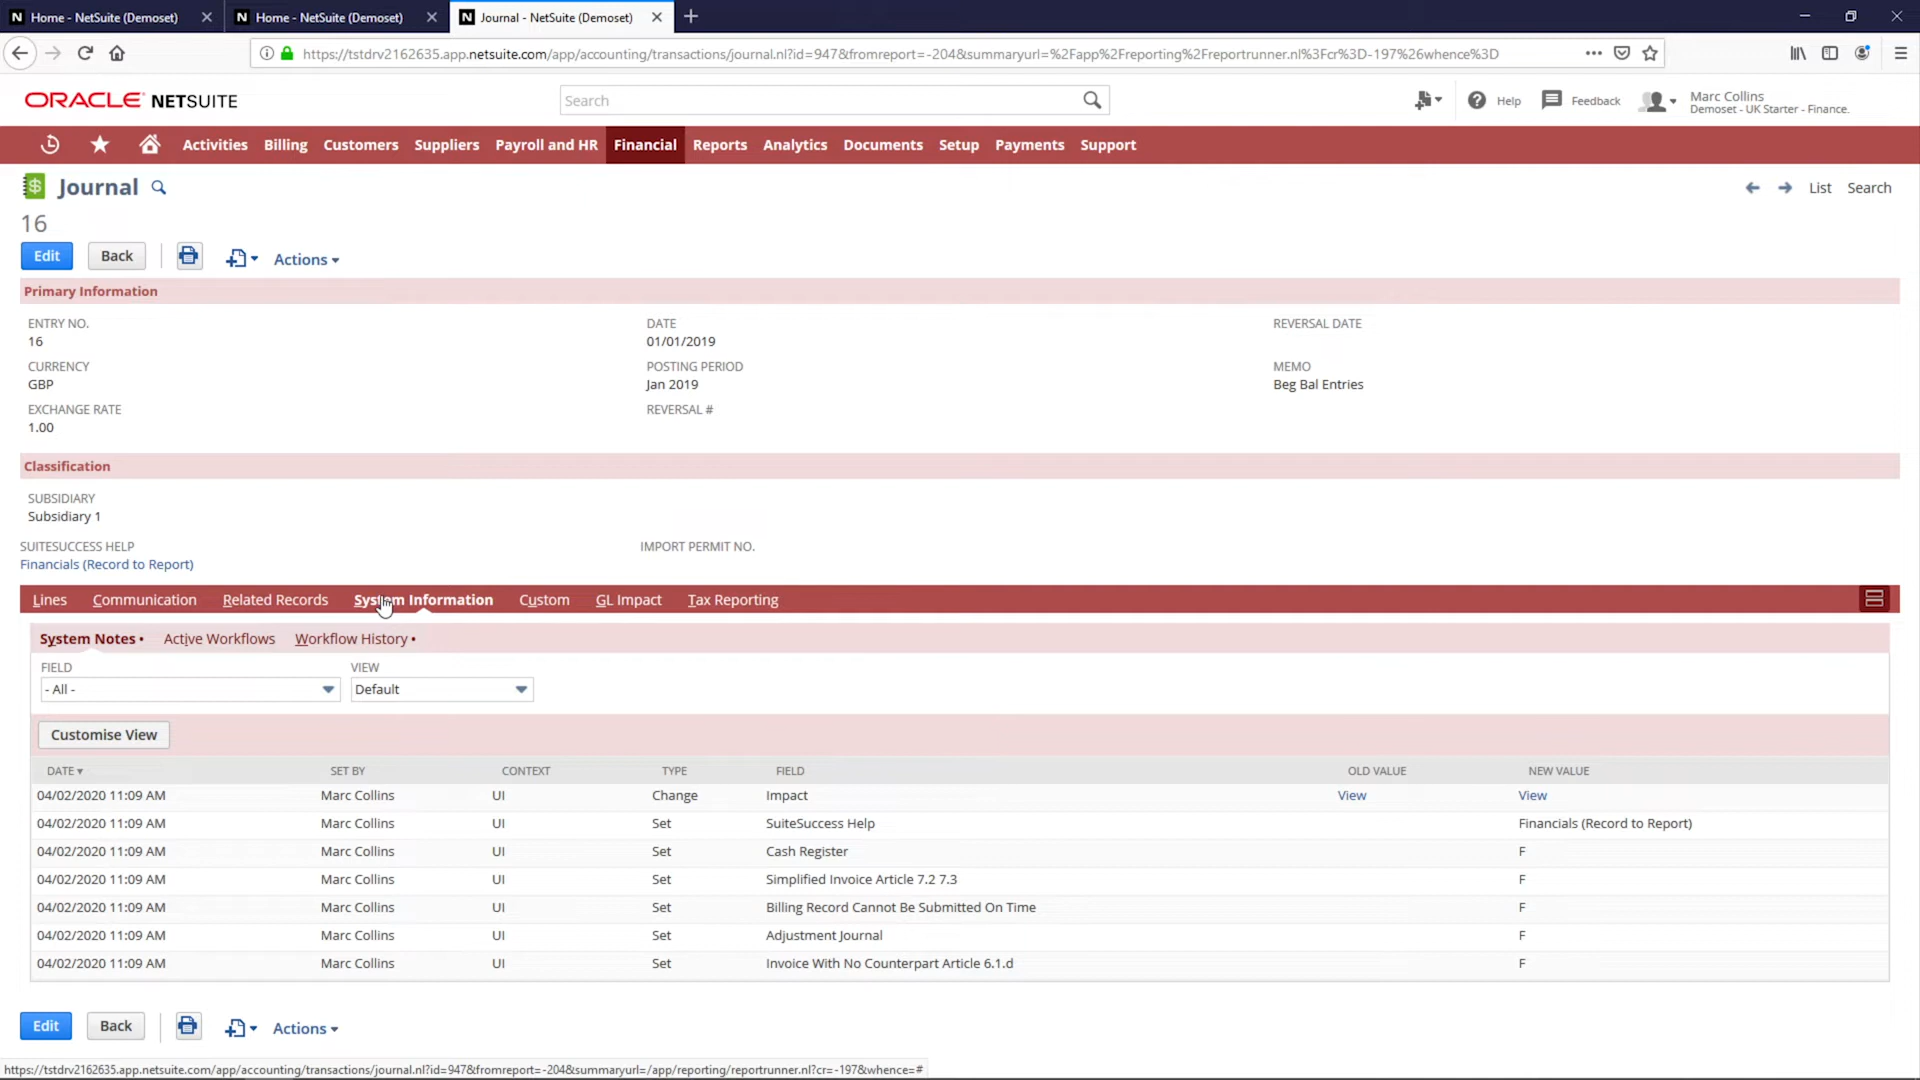 Home - NetSuite (Demoset) Home - NetSuite (Demoset) Journal - NetSuite (Demoset)
https://tstdrv2162635.app.netsuite.com/app/accounting/transactions/journal.nl?id=947&fromreport=-204&summaryurl=%2Fapp%2Freporting%2Freportrunner.nl%3Fcr%3D-197%26whence%3D
ORACLE NETSUITE
Search
Help Feedback Marc Collins
Demoset - UK Starter - Finance.
Activities Billing Customers Suppliers Payroll and HR Financial Reports Analytics Documents Setup Payments Support
Journal
List Search
16
Edit Back Actions
Primary Information
ENTRY NO. DATE REVERSAL DATE
16 01/01/2019
CURRENCY POSTING PERIOD MEMO
GBP Jan 2019 Beg Bal Entries
EXCHANGE RATE REVERSAL #
1.00
Classification
SUBSIDIARY
Subsidiary 1
SUITESUCCESS HELP IMPORT PERMIT NO.
Financials (Record to Report)
Lines Communication Related Records System Information Custom GL Impact Tax Reporting
System Notes • Active Workflows Workflow History •
FIELD VIEW
- All - Default
Customise View
DATE SET BY CONTEXT TYPE FIELD OLD VALUE NEW VALUE
04/02/2020 11:09 AM Marc Collins UI Change Impact View View
04/02/2020 11:09 AM Marc Collins UI Set SuiteSuccess Help Financials (Record to Report)
04/02/2020 11:09 AM Marc Collins UI Set Cash Register F
04/02/2020 11:09 AM Marc Collins UI Set Simplified Invoice Article 7.2 7.3 F
04/02/2020 11:09 AM Marc Collins UI Set Billing Record Cannot Be Submitted On Time F
04/02/2020 11:09 AM Marc Collins UI Set Adjustment Journal F
04/02/2020 11:09 AM Marc Collins UI Set Invoice With No Counterpart Article 6.1.d F
Edit Back Actions
https://tstdrv2162635.app.netsuite.com/app/accounting/transactions/journal.nl?id=947&fromreport=-204&summaryurl=/app/reporting/reportrunner.nl?cr=-197&whence=#